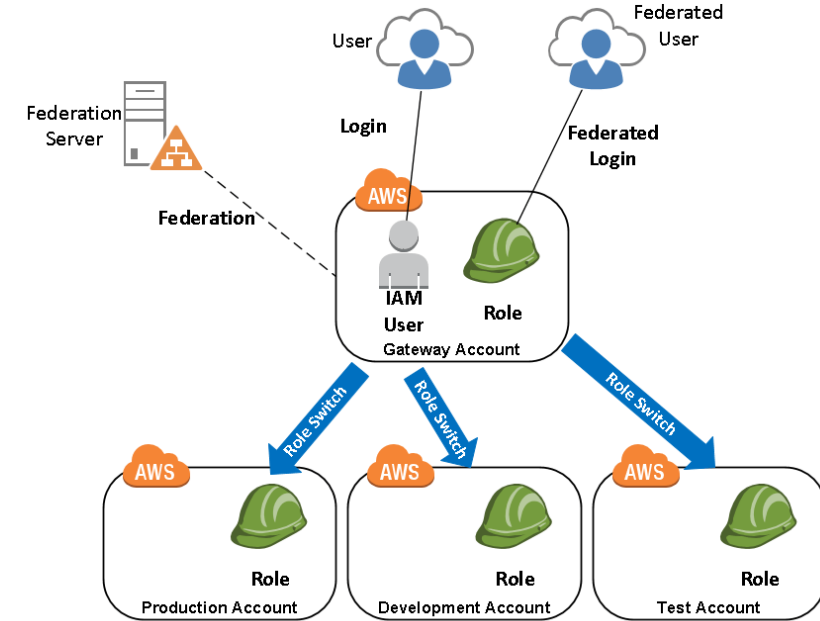 User
Federated
User
Federation
Server
Login
Federated
Login
AWS
Federation
IAM
User
Role
Gateway Account
Role Switch
Role Switch
Role Switch
AWS
AWS
AWS
Role
Role
Role
Production Account
Development Account
Test Account